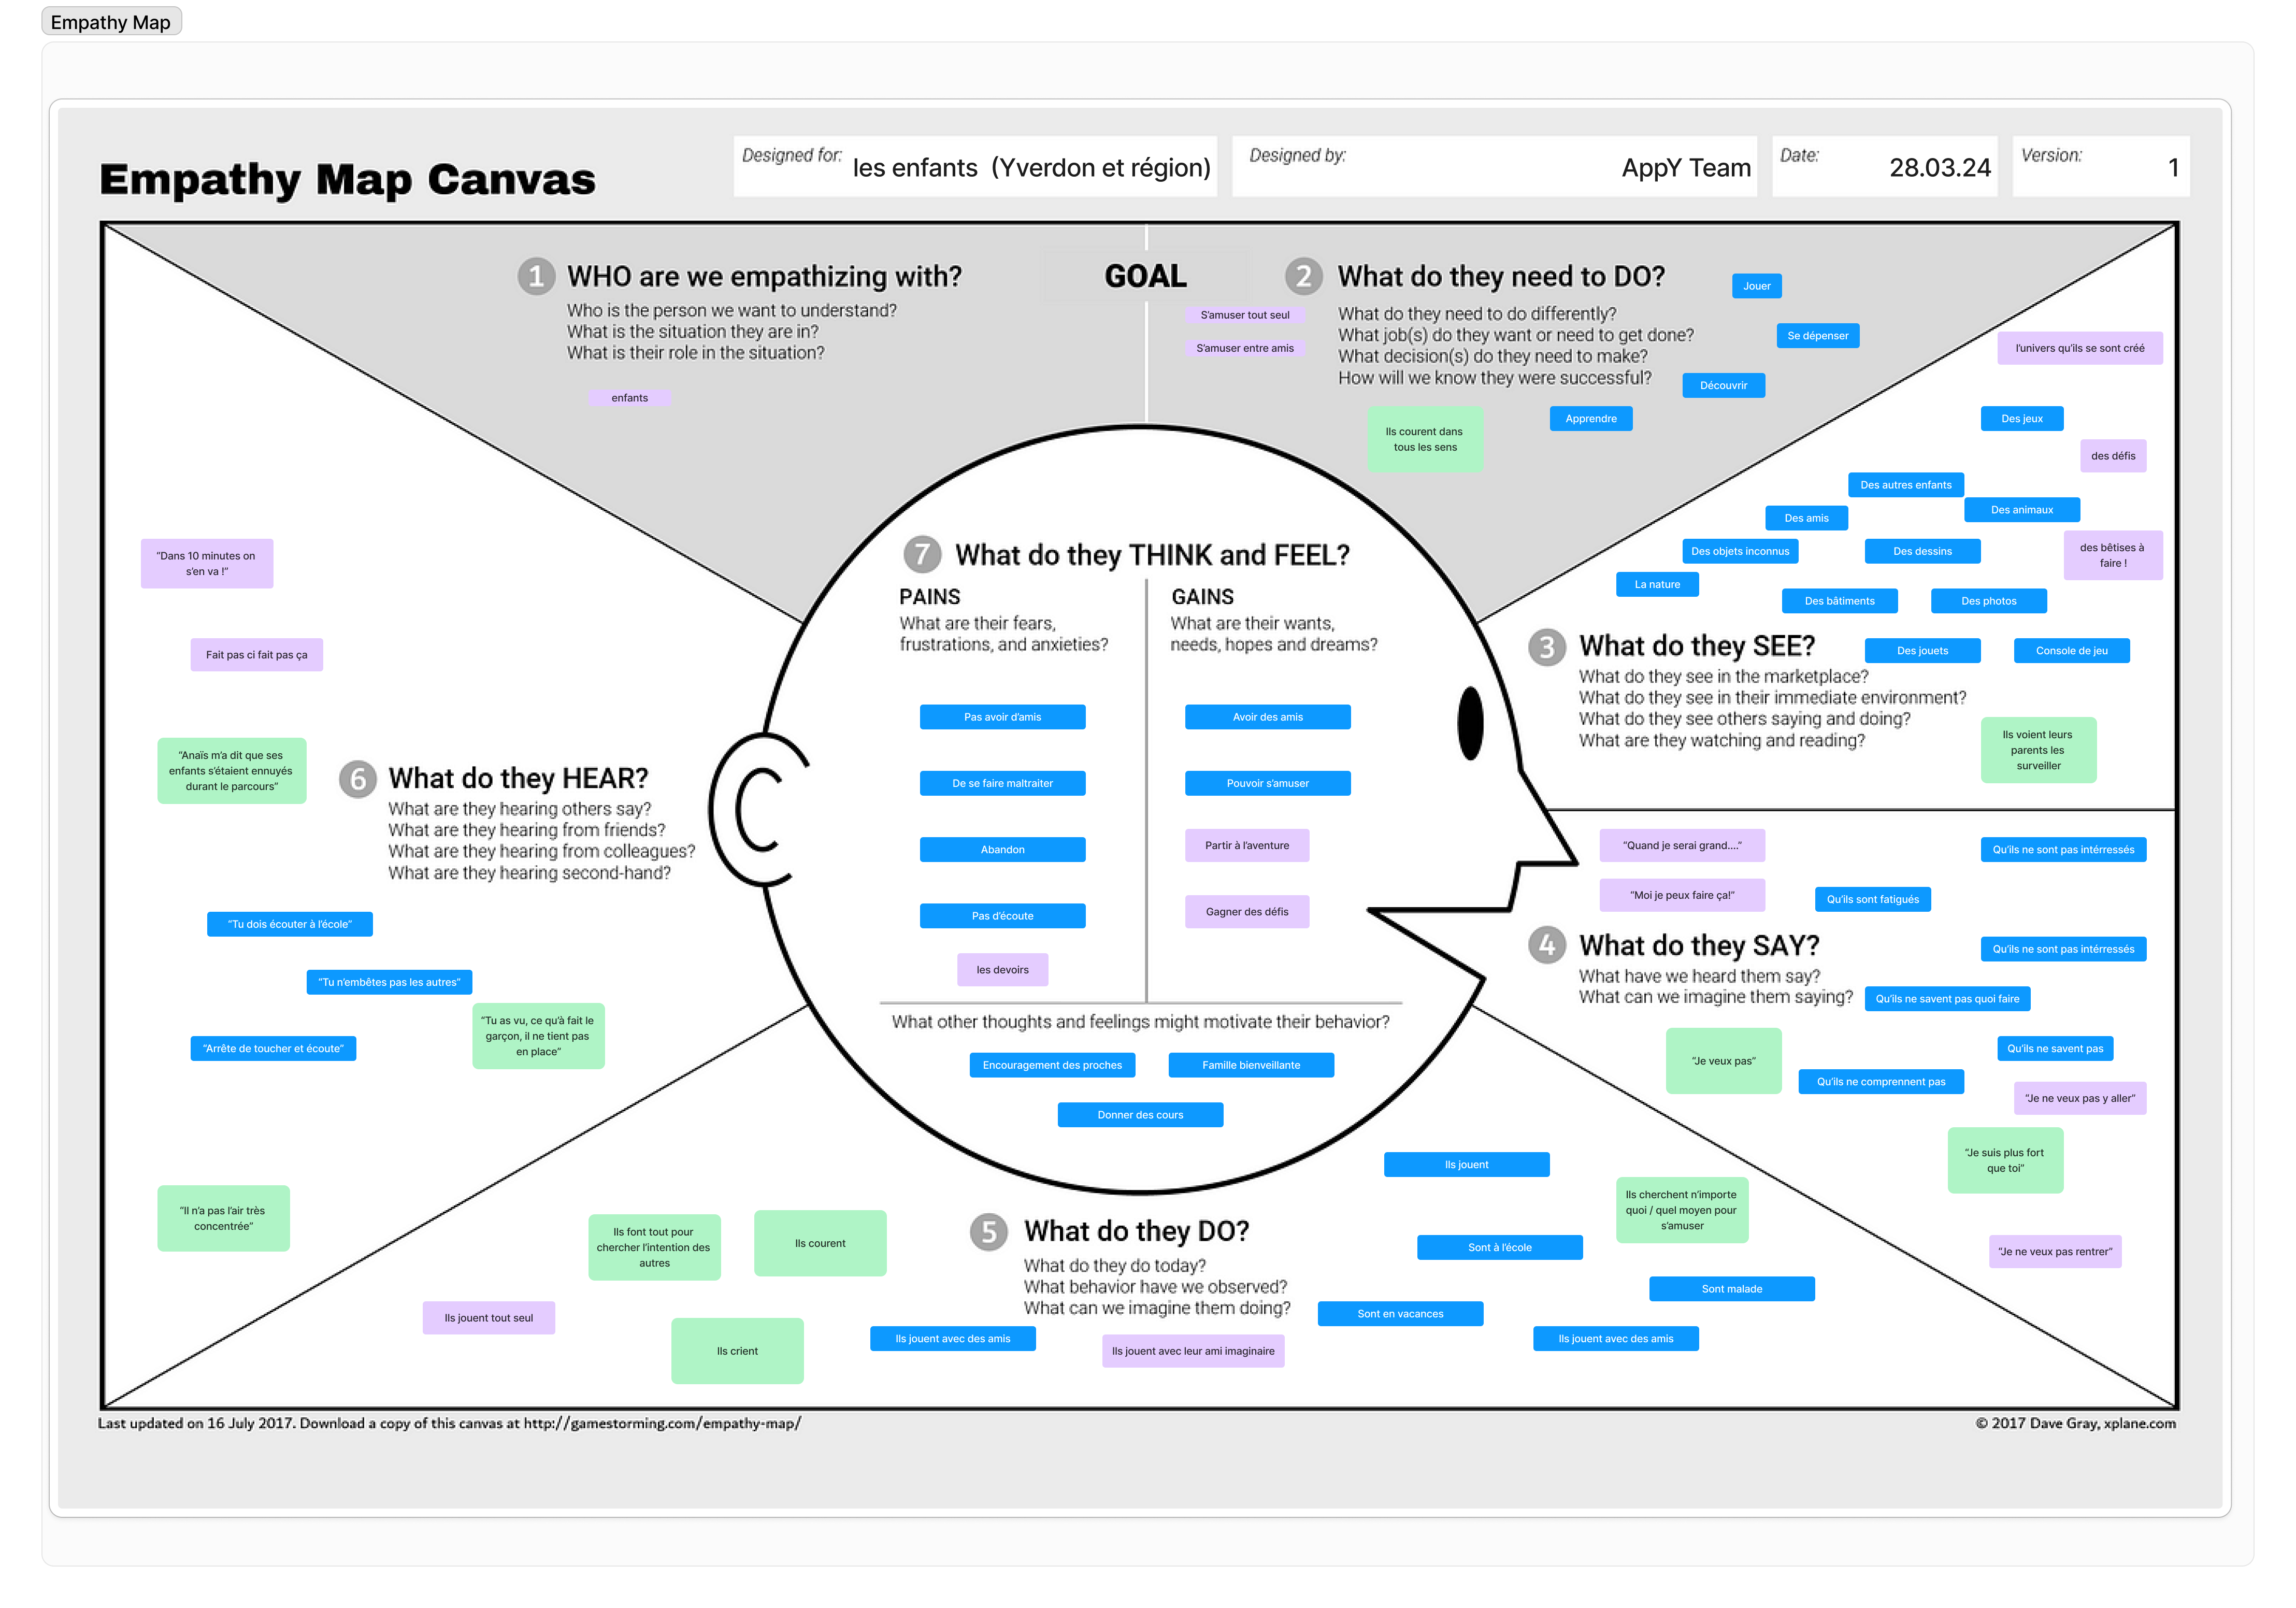 Empathy Map
Empathy Map Canvas
Designed for:
les enfants (Yverdon et région)
Designed by:
AppY Team
Date:
28.03.24
Version:
1
1 WHO are we empathizing with?
Who is the person we want to understand?
What is the situation they are in?
What is their role in the situation?
enfants
GOAL
S'amuser tout seul
S'amuser entre amis
2 What do they need to DO?
What do they need to do differently?
What job(s) do they want or need to get done?
What decision(s) do they need to make?
How will we know they were successful?
Jouer
Se dépenser
Découvrir
Apprendre
Ils courent dans
tous les sens
l'univers qu'ils se sont créé
Des jeux
des défis
Des autres enfants
Des animaux
Des amis
Des objets inconnus
Des dessins
des bêtises à
faire !
La nature
Des bâtiments
Des photos
3 What do they SEE?
Des jouets
Console de jeu
What do they see in the marketplace?
What do they see in their immediate environment?
What do they see others saying and doing?
What are they watching and reading?
Ils voient leurs
parents les
surveiller
"Quand je serai grand...."
Qu'ils ne sont pas intérressés
"Moi je peux faire ça!"
Qu'ils sont fatigués
4 What do they SAY?
Qu'ils ne sont pas intérressés
What have we heard them say?
What can we imagine them saying?
Qu'ils ne savent pas quoi faire
"Je veux pas"
Qu'ils ne savent pas
Qu'ils ne comprennent pas
"Je ne veux pas y aller"
"Je suis plus fort
que toi"
"Je ne veux pas rentrer"
5 What do they DO?
What do they do today?
What behavior have we observed?
What can we imagine them doing?
Ils jouent
Ils cherchent n'importe
quoi / quel moyen pour
s'amuser
Sont à l'école
Sont malade
Sont en vacances
Ils jouent avec des amis
Ils font tout pour
chercher l'intention des
autres
Ils courent
Ils jouent tout seul
Ils crient
Ils jouent avec des amis
Ils jouent avec leur ami imaginaire
"Dans 10 minutes on
s'en va !"
Fait pas ci fait pas ça
"Anaïs m'a dit que ses
enfants s'étaient ennuyés
durant le parcours"
6 What do they HEAR?
What are they hearing others say?
What are they hearing from friends?
What are they hearing from colleagues?
What are they hearing second-hand?
"Tu dois écouter à l'école"
"Tu n'embêtes pas les autres"
"Tu as vu, ce qu'à fait le
garçon, il ne tient pas
en place"
"Arrête de toucher et écoute"
"Il n'a pas l'air très
concentrée"
7 What do they THINK and FEEL?
PAINS
What are their fears,
frustrations, and anxieties?
Pas avoir d'amis
De se faire maltraiter
Abandon
Pas d'écoute
les devoirs
GAINS
What are their wants,
needs, hopes and dreams?
Avoir des amis
Pouvoir s'amuser
Partir à l'aventure
Gagner des défis
What other thoughts and feelings might motivate their behavior?
Encouragement des proches
Famille bienveillante
Donner des cours
Last updated on 16 July 2017. Download a copy of this canvas at http://gamestorming.com/empathy-map/
© 2017 Dave Gray, xplane.com